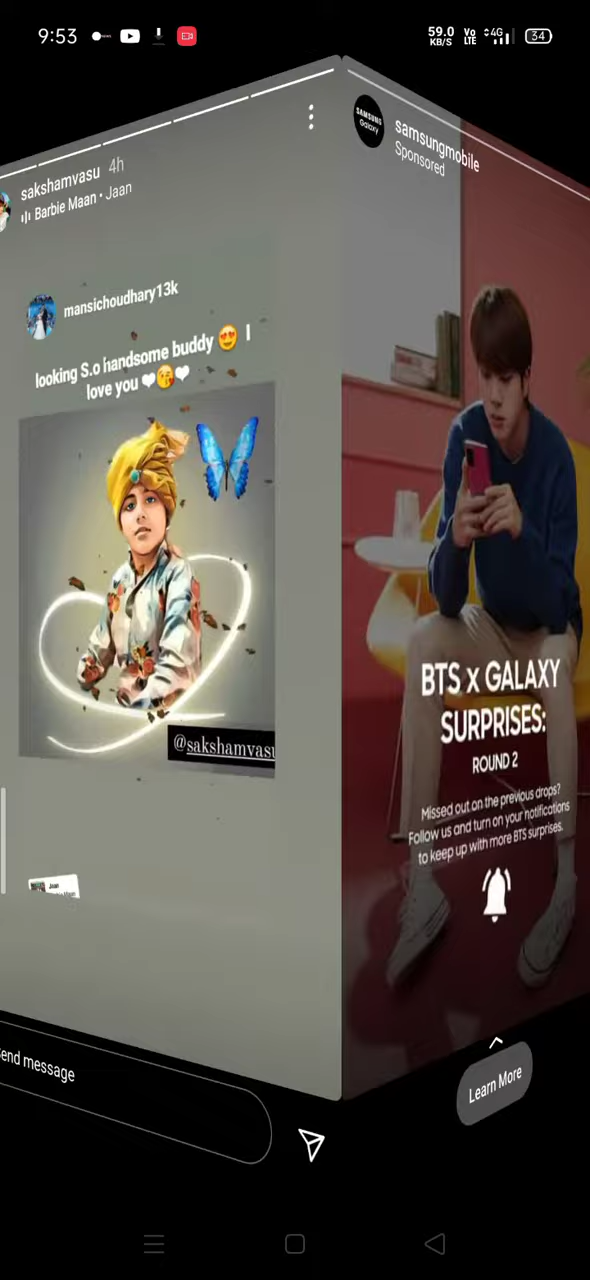 9:53
59.0 KB/S
Vo LTE
4G
34
sakshamvasu 4h
Barbie Maan • Jaan
mansichoudhary13k
looking S.o handsome buddy 😍 I
love you ❤😘❤
@sakshamvasu
Jaan
end message
SAMSUNG
Galaxy
samsungmobile
Sponsored
BTS x GALAXY
SURPRISES:
ROUND 2
Missed out on the previous drops?
Follow us and turn on your notifications
to keep up with more BTS surprises.
Learn More